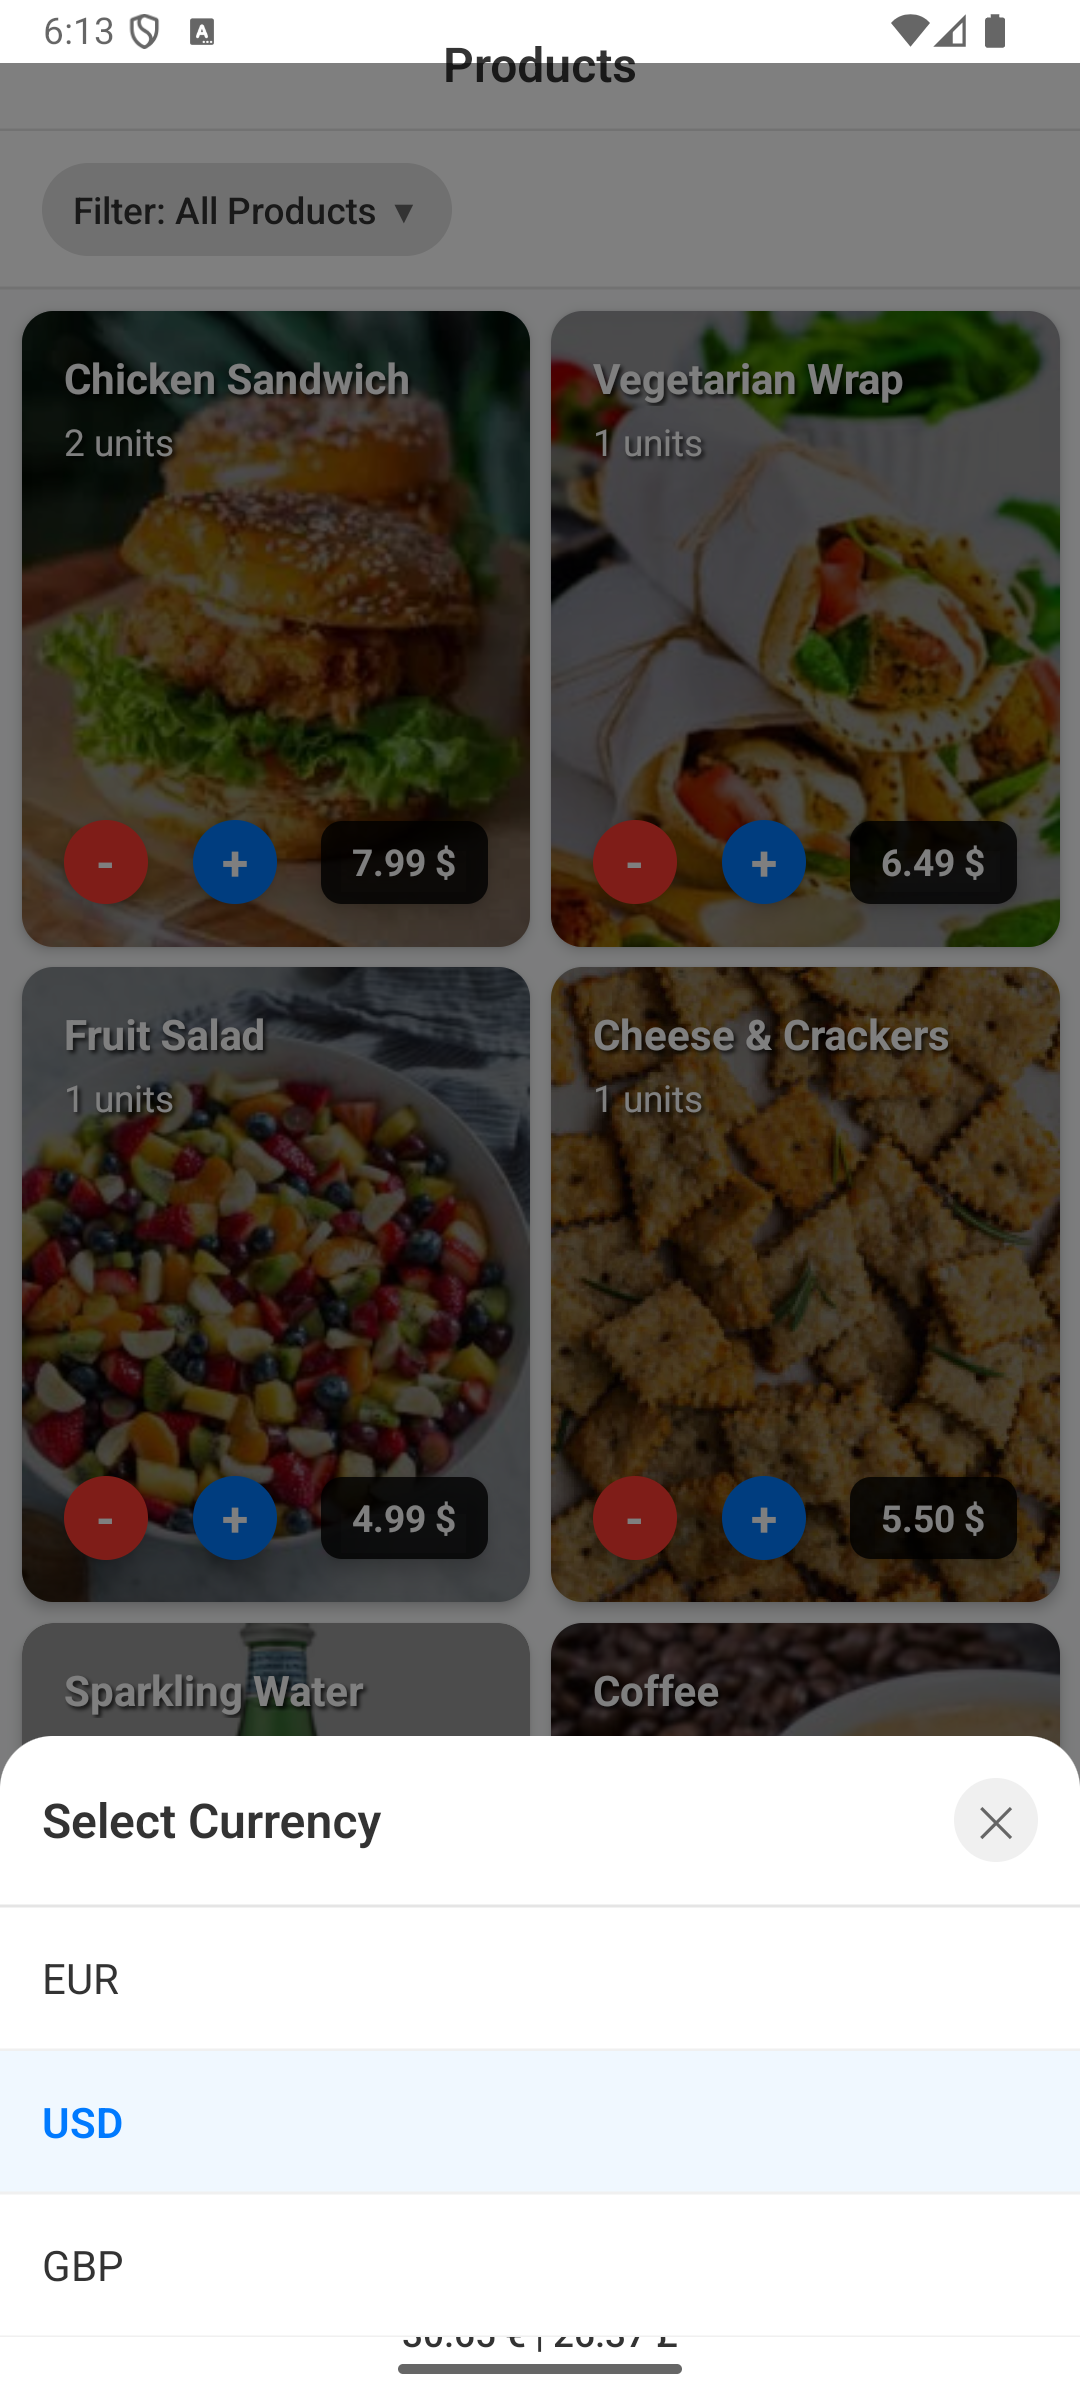 6:13
Products
Filter: All Products ▼
Chicken Sandwich
2 units
- + 7.99 $
Vegetarian Wrap
1 units
- + 6.49 $
Fruit Salad
1 units
- + 4.99 $
Cheese & Crackers
1 units
- + 5.50 $
Sparkling Water
Coffee
Select Currency
EUR
USD
GBP